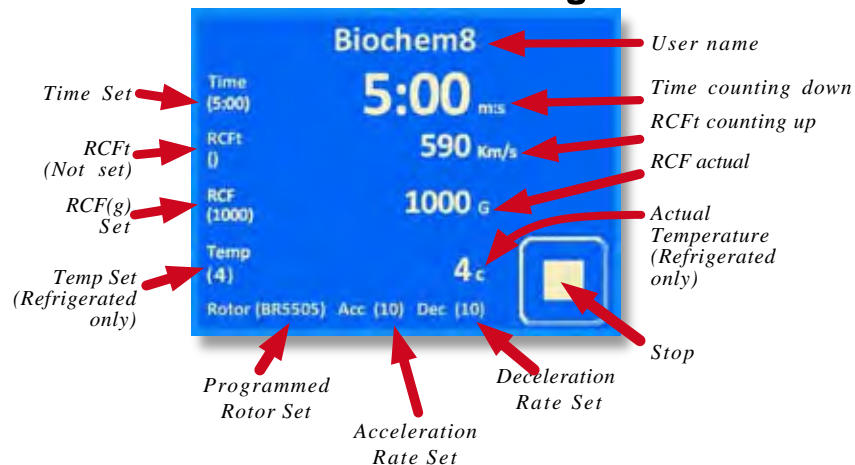 Biochem8
User name
Time Set
Time
(5:00)
5:00 m:s
Time counting down
RCFt
(Not set)
RCFt
()
590 Km/s
RCFt counting up
RCF(g)
Set
RCF
(1000)
1000 G
RCF actual
Temp Set
(Refrigerated
only)
Temp
(4)
4 c
Actual
Temperature
(Refrigerated
only)
Rotor (BR5505) Acc (10) Dec (10)
Stop
Programmed
Rotor Set
Acceleration
Rate Set
Deceleration
Rate Set